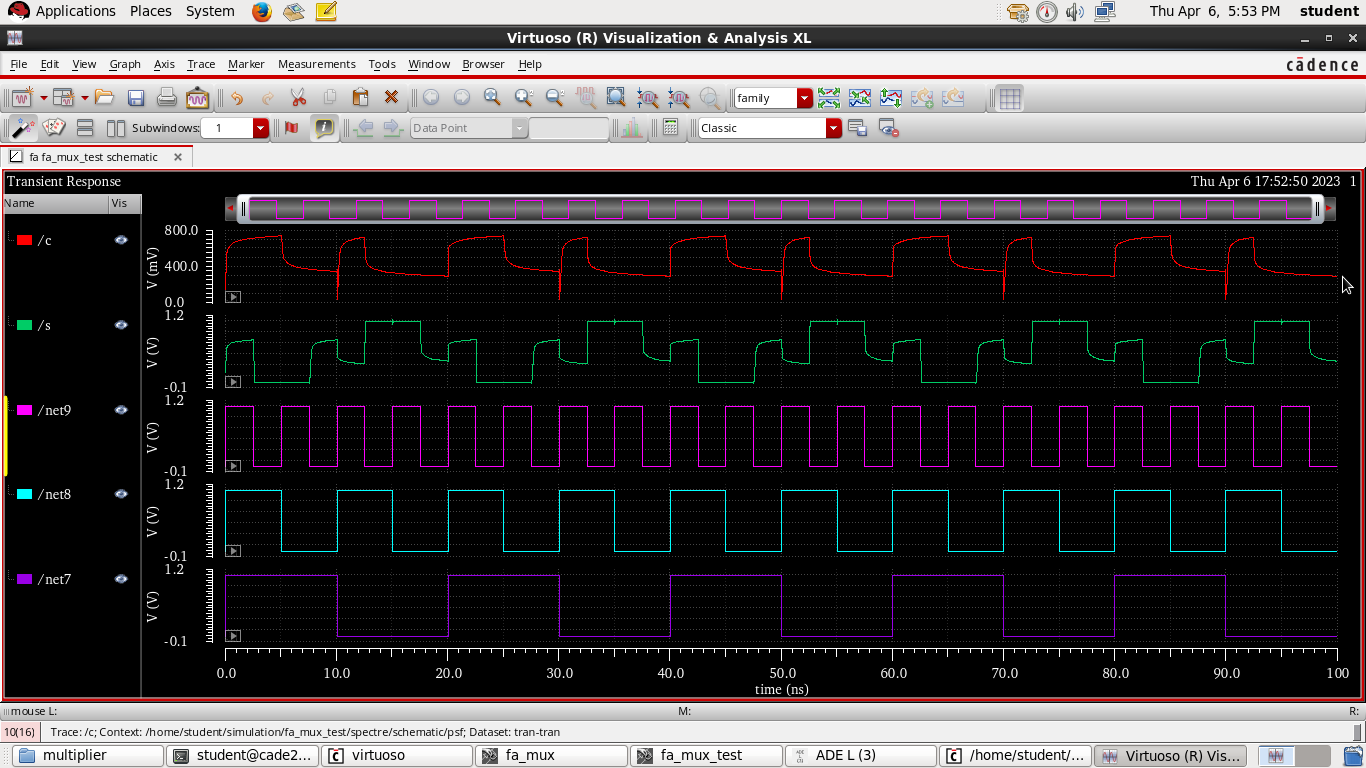 Applications Places System Thu Apr 6, 5:53 PM student
Virtuoso (R) Visualization & Analysis XL
File Edit View Graph Axis Trace Marker Measurements Tools Window Browser Help cādence
family
Subwindows: 1 Data Point Classic
fa fa_mux_test schematic
Transient Response Thu Apr 6 17:52:50 2023 1
Name Vis
/c
V (mV)
800.0
400.0
0.0
/s
V (V)
1.2
-0.1
/net9
V (V)
1.2
-0.1
/net8
V (V)
1.2
-0.1
/net7
V (V)
1.2
-0.1
0.0 10.0 20.0 30.0 40.0 50.0 60.0 70.0 80.0 90.0 100
time (ns)
mouse L: M: R:
10(16) Trace: /c; Context: /home/student/simulation/fa_mux_test/spectre/schematic/psf; Dataset: tran-tran
multiplier student@cade2... virtuoso fa_mux fa_mux_test ADE L (3) /home/student/... Virtuoso (R) Vis...